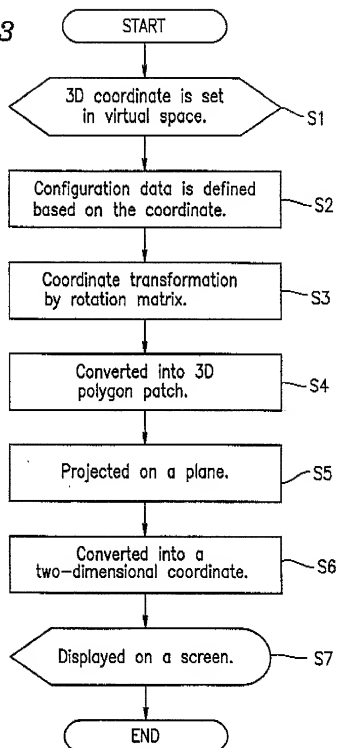 3
START
3D coordinate is set
in virtual space.
S1
Configuration data is defined
based on the coordinate.
S2
Coordinate transformation
by rotation matrix.
S3
Converted into 3D
polygon patch.
S4
Projected on a plane.
S5
Converted into a
two-dimensional coordinate.
S6
Displayed on a screen.
S7
END